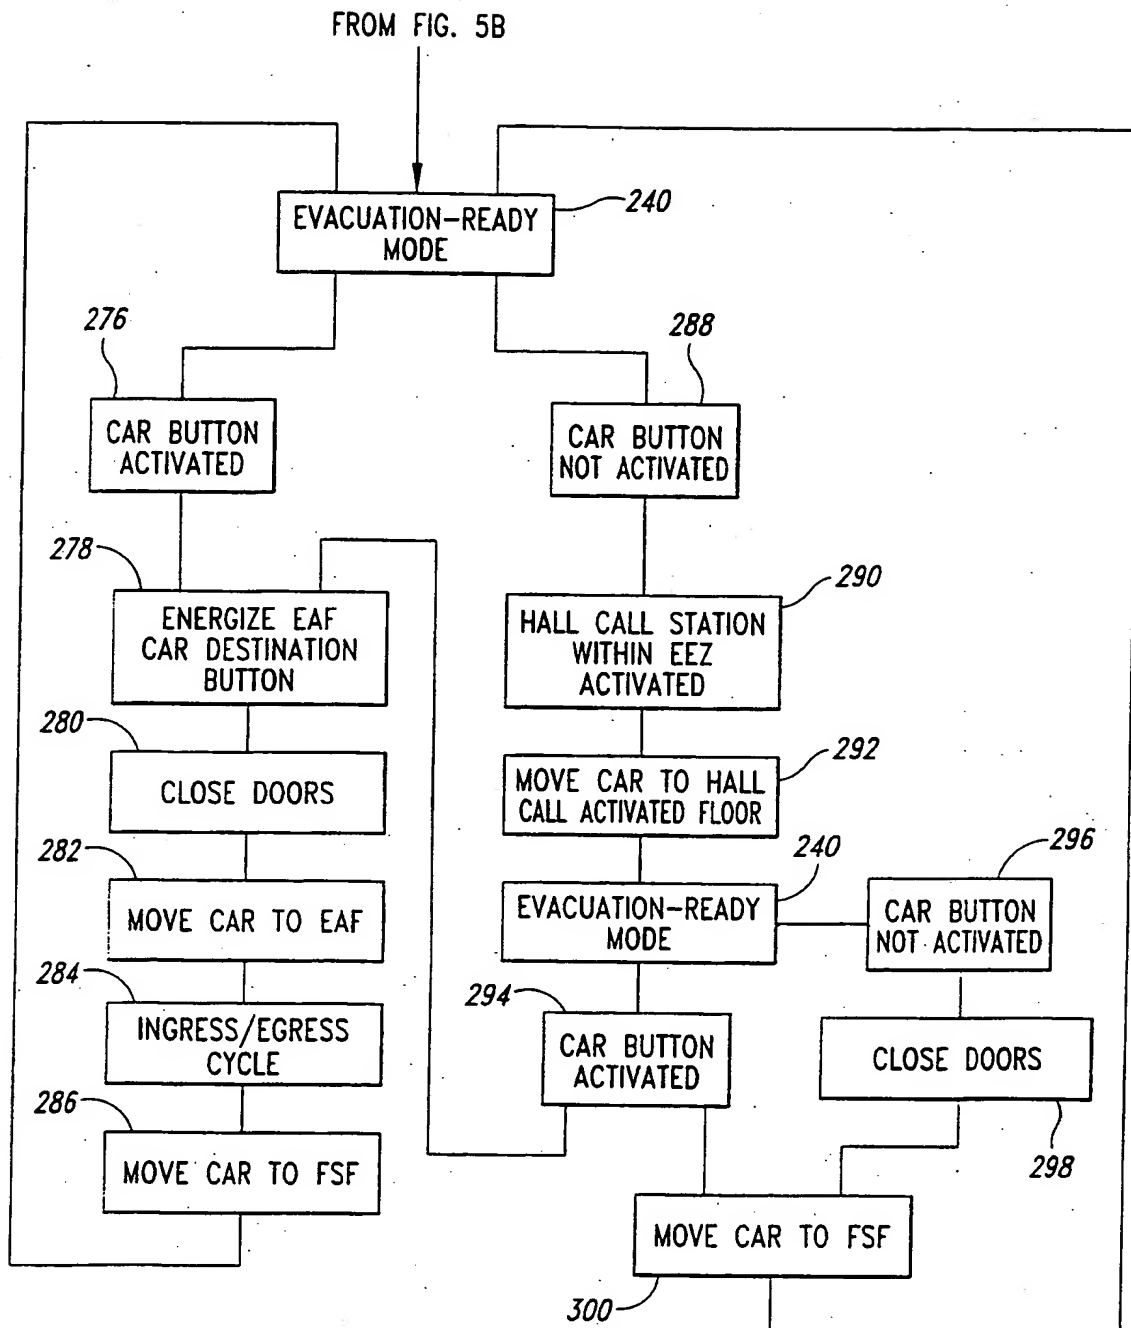 FROM FIG. 5B
240
EVACUATION-READY
MODE
276
CAR BUTTON
ACTIVATED
288
CAR BUTTON
NOT ACTIVATED
278
ENERGIZE EAF
CAR DESTINATION
BUTTON
290
HALL CALL STATION
WITHIN EEZ
ACTIVATED
280
CLOSE DOORS
292
MOVE CAR TO HALL
CALL ACTIVATED FLOOR
282
MOVE CAR TO EAF
240
EVACUATION-READY
MODE
296
CAR BUTTON
NOT ACTIVATED
284
INGRESS/EGRESS
CYCLE
294
CAR BUTTON
ACTIVATED
CLOSE DOORS
298
286
MOVE CAR TO FSF
MOVE CAR TO FSF
300